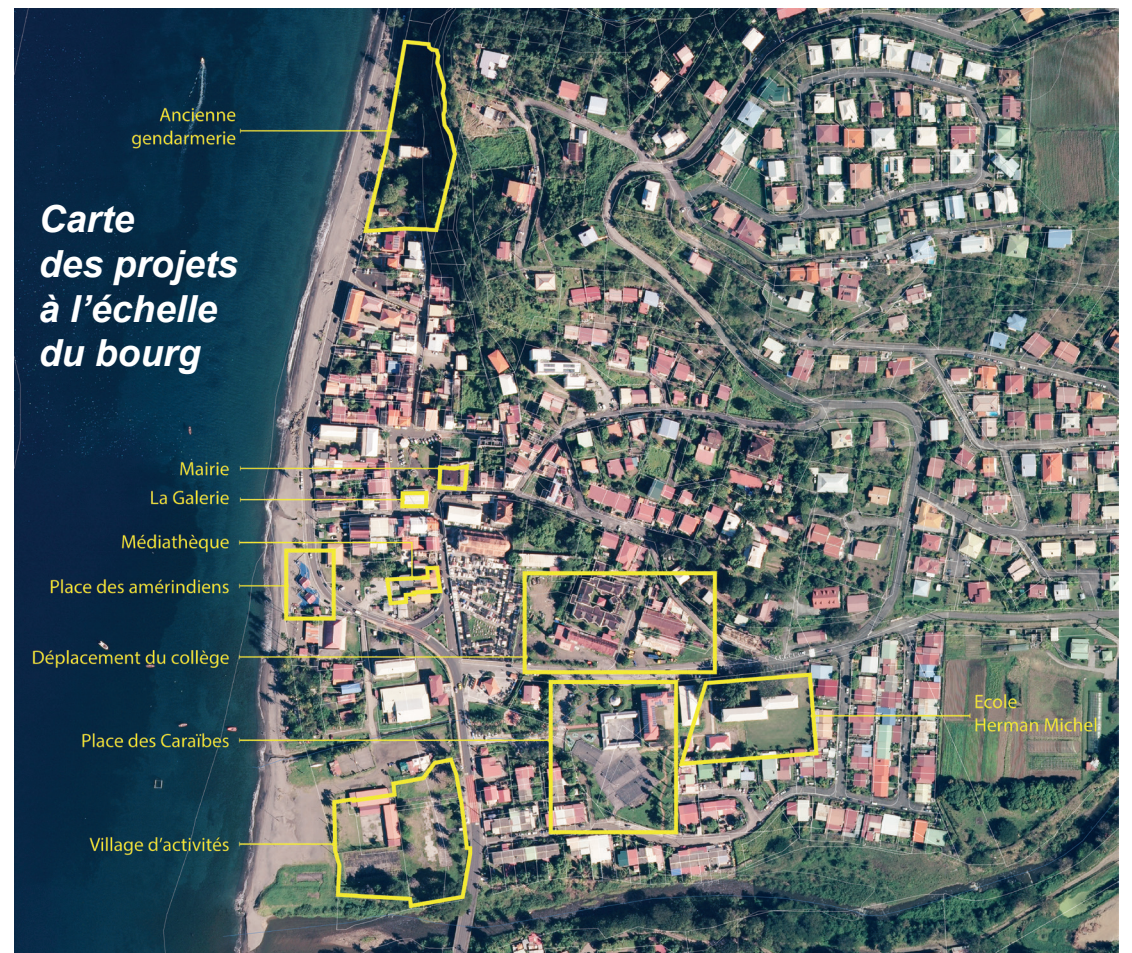 Ancienne
gendarmerie
Carte
des projets
à l'échelle
du bourg
Mairie
La Galerie
Médiathèque
Place des amérindiens
Déplacement du collège
Ecole
Herman Michel
Place des Caraïbes
Village d'activités